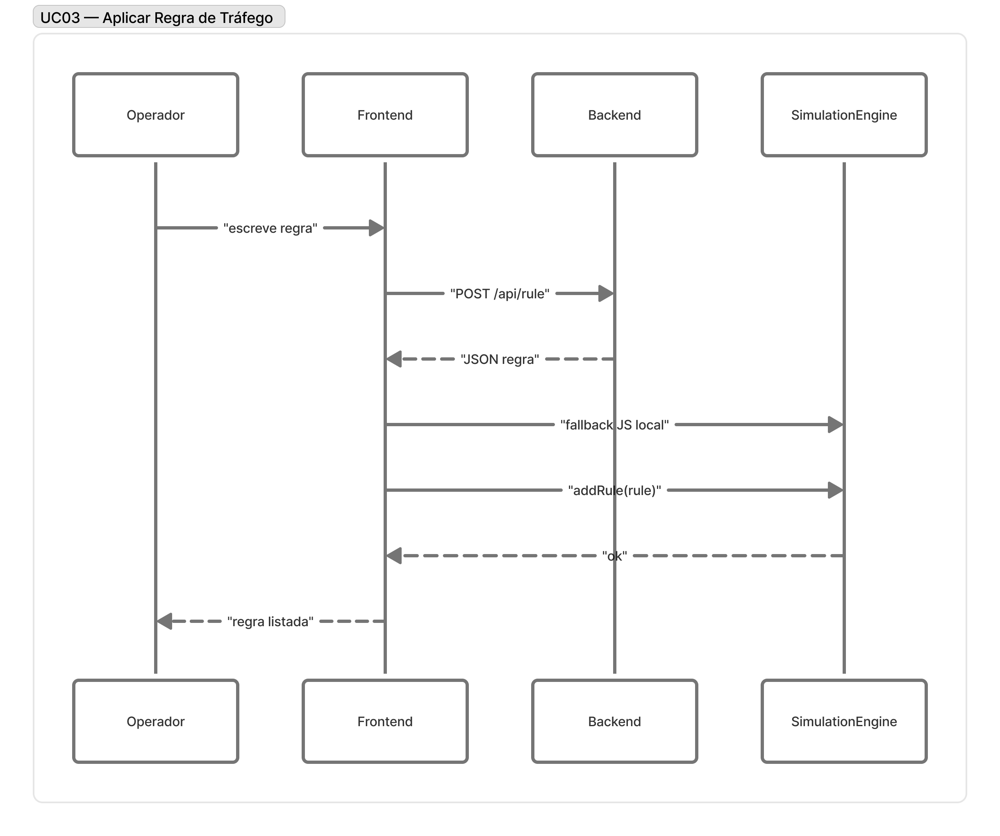 UC03 — Aplicar Regra de Tráfego
Operador
Frontend
Backend
SimulationEngine
"escreve regra"
"POST /api/rule"
"JSON regra"
"fallback JS local"
"addRule(rule)"
"ok"
"regra listada"
Operador
Frontend
Backend
SimulationEngine